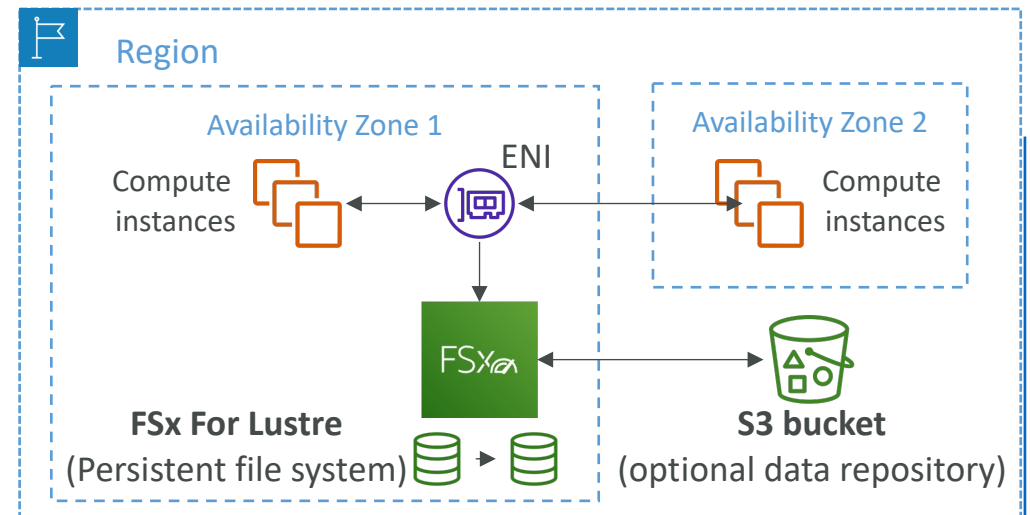 Region
Availability Zone 1
Availability Zone 2
ENI
Compute
instances
Compute
instances
FSx
FSx For Lustre
(Persistent file system)
S3 bucket
(optional data repository)